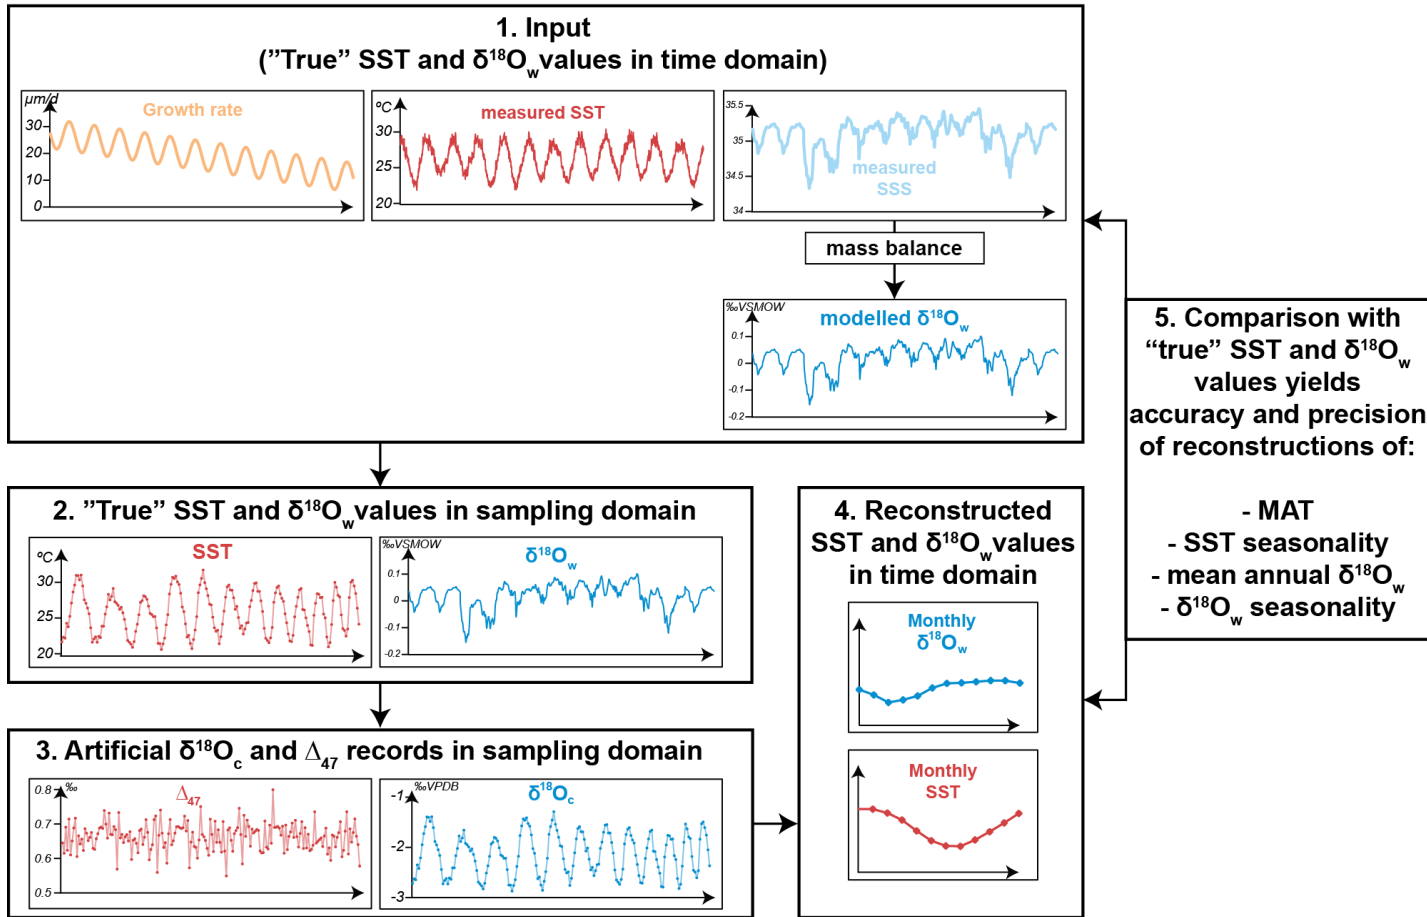 1. Input
(”True” SST and δ¹⁸Ow values in time domain)
μm/d
Growth rate
30
20
10
0
ºC
measured SST
30
25
20
35.5
35
34.5
34
measured
SSS
mass balance
‰VSMOW
modelled δ¹⁸Ow
0.1
0
-0.1
-0.2
2. ”True” SST and δ¹⁸Ow values in sampling domain
ºC
SST
30
25
20
‰VSMOW
δ¹⁸Ow
0.1
0
-0.1
-0.2
3. Artificial δ¹⁸Oc and Δ47 records in sampling domain
0.8
‰
Δ47
0.7
0.6
0.5
‰VPDB
δ¹⁸Oc
-1
-2
-3
4. Reconstructed
SST and δ¹⁸Ow values
in time domain
Monthly
δ¹⁸Ow
Monthly
SST
5. Comparison with
“true” SST and δ¹⁸Ow
values yields
accuracy and precision
of reconstructions of:
- MAT
- SST seasonality
- mean annual δ¹⁸Ow
- δ¹⁸Ow seasonality